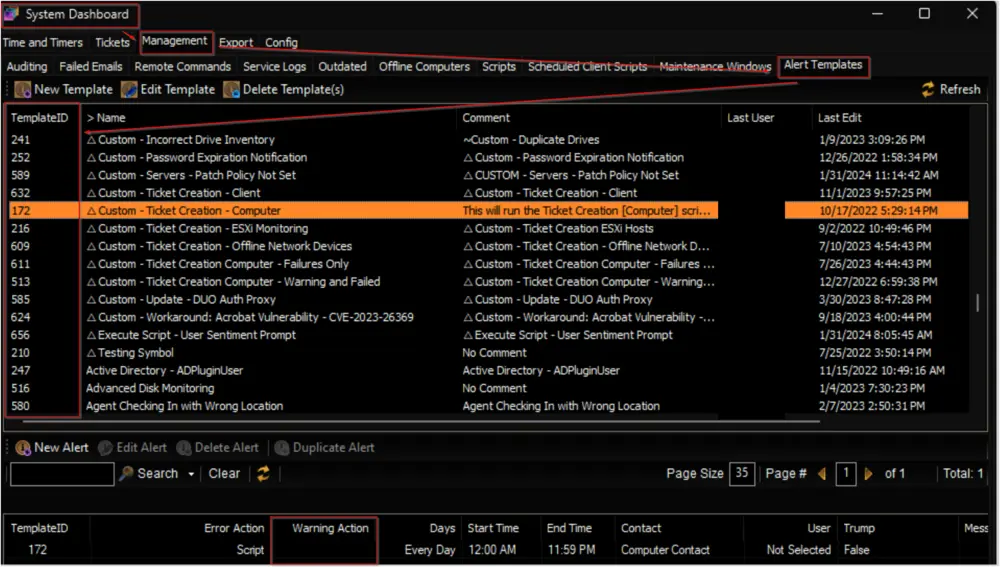 System Dashboard
Time and Timers Tickets Management Export Config
Auditing Failed Emails Remote Commands Service Logs Outdated Offline Computers Scripts Scheduled Client Scripts Maintenance Windows Alert Templates
New Template Edit Template Delete Template(s) Refresh
TemplateID > Name Comment Last User Last Edit
241 △ Custom - Incorrect Drive Inventory ~Custom - Duplicate Drives 1/9/2023 3:09:26 PM
252 △ Custom - Password Expiration Notification △ Custom - Password Expiration Notification 12/26/2022 1:58:34 PM
589 △ Custom - Servers - Patch Policy Not Set △ CUSTOM - Servers - Patch Policy Not Set 1/31/2024 11:14:42 AM
632 △ Custom - Ticket Creation - Client △ Custom - Ticket Creation - Client 11/1/2023 9:57:25 PM
172 △ Custom - Ticket Creation - Computer This will run the Ticket Creation [Computer] scri... 10/17/2022 5:29:14 PM
216 △ Custom - Ticket Creation - ESXi Monitoring △ Custom - Ticket Creation ESXi Hosts 9/2/2022 10:49:46 PM
609 △ Custom - Ticket Creation - Offline Network Devices △ Custom - Ticket Creation - Offline Network D... 7/10/2023 4:54:43 PM
611 △ Custom - Ticket Creation Computer - Failures Only △ Custom - Ticket Creation Computer - Failures ... 7/26/2023 4:44:43 PM
513 △ Custom - Ticket Creation Computer - Warning and Failed △ Custom - Ticket Creation Computer - Warning... 12/27/2022 6:59:38 PM
585 △ Custom - Update - DUO Auth Proxy △ Custom - Update - DUO Auth Proxy 3/30/2023 8:47:28 PM
624 △ Custom - Workaround: Acrobat Vulnerability - CVE-2023-26369 △ Custom - Workaround: Acrobat Vulnerability -... 9/18/2023 4:00:44 PM
656 △ Execute Script - User Sentiment Prompt △ Execute Script - User Sentiment Prompt 1/31/2024 8:05:45 AM
210 △ Testing Symbol No Comment 7/25/2022 3:50:14 PM
247 Active Directory - ADPluginUser Active Directory - ADPluginUser 11/15/2022 10:49:16 AM
516 Advanced Disk Monitoring No Comment 1/4/2023 7:30:23 PM
580 Agent Checking In with Wrong Location Agent Checking In with Wrong Location 2/7/2023 2:50:31 PM
New Alert Edit Alert Delete Alert Duplicate Alert
Search Clear Page Size 35 Page # 1 of 1 Total: 1
TemplateID Error Action Warning Action Days Start Time End Time Contact User Trump Mess
172 Script Every Day 12:00 AM 11:59 PM Computer Contact Not Selected False